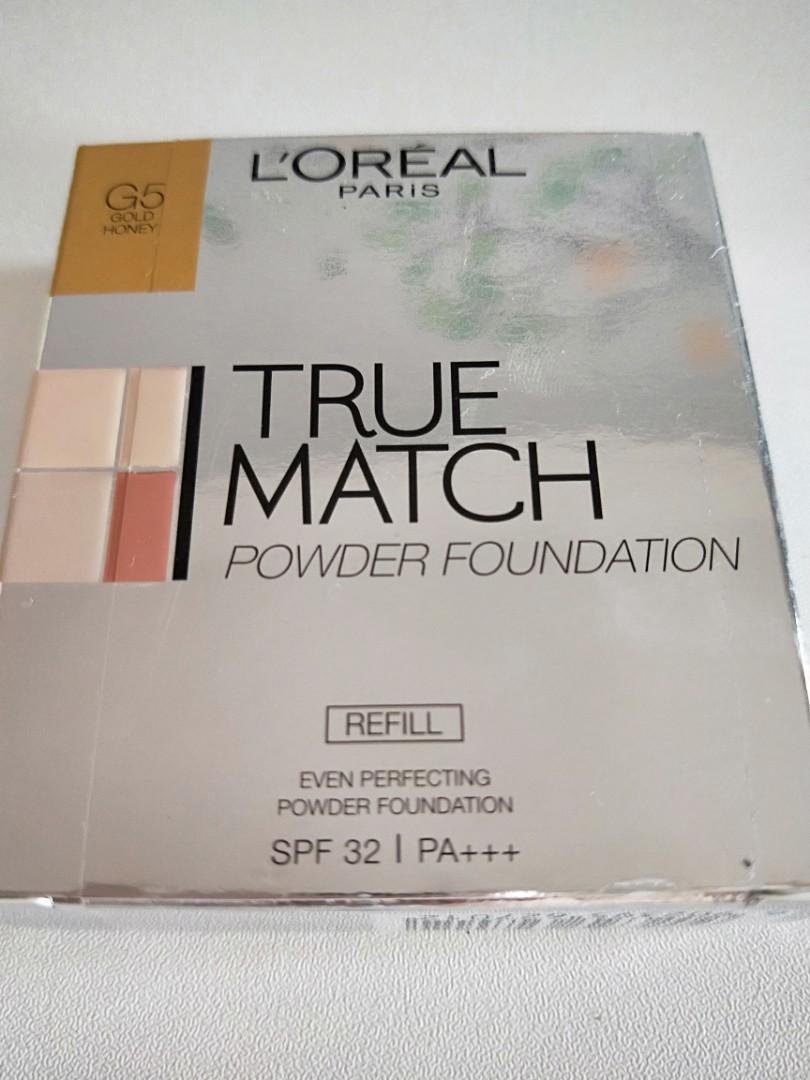 G5
GOLD
HONEY
L'ORÉAL
PARiS
TRUE
MATCH
POWDER FOUNDATION
REFILL
EVEN PERFECTING
POWDER FOUNDATION
SPF 32 | PA+++